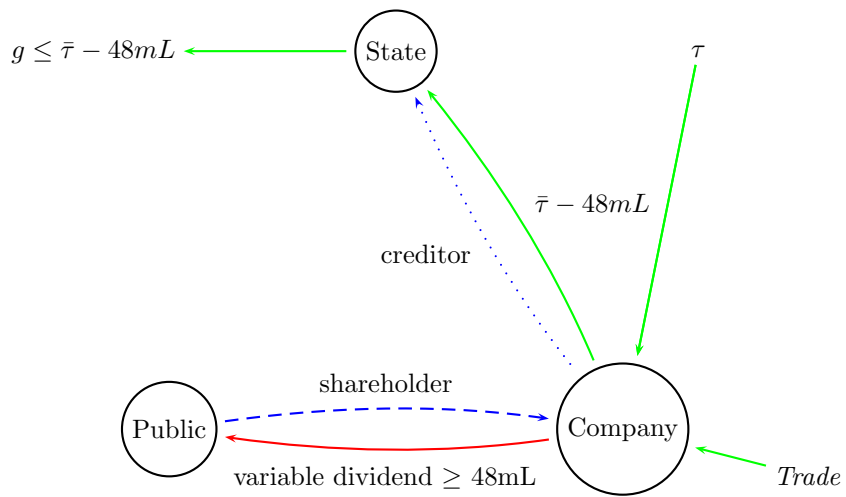 g ≤ τ̄ − 48mL
State
τ
τ̄ − 48mL
creditor
shareholder
Public
Company
variable dividend ≥ 48mL
Trade